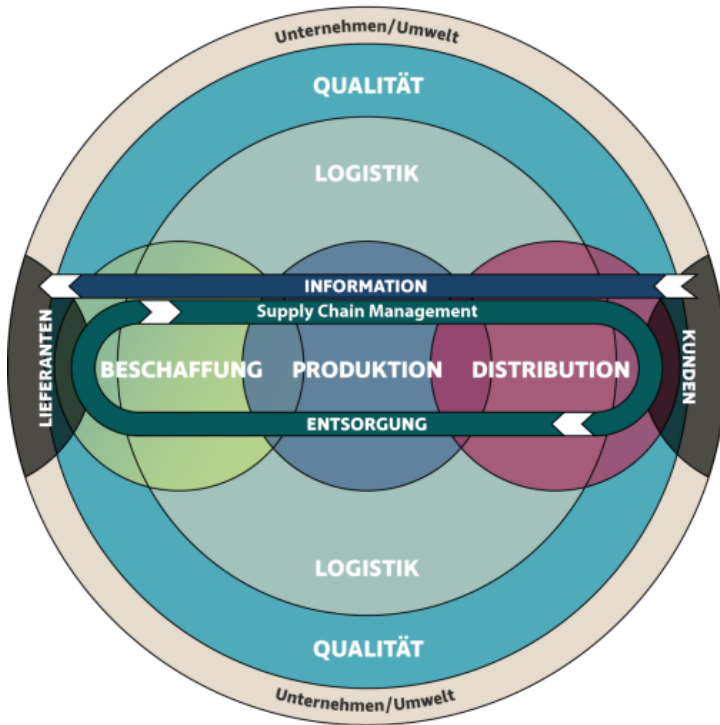 Unternehmen/Umwelt
QUALITÄT
LOGISTIK
INFORMATION
Supply Chain Management
LIEFERANTEN
BESCHAFFUNG
PRODUKTION
DISTRIBUTION
KUNDEN
ENTSORGUNG
LOGISTIK
QUALITÄT
Unternehmen/Umwelt